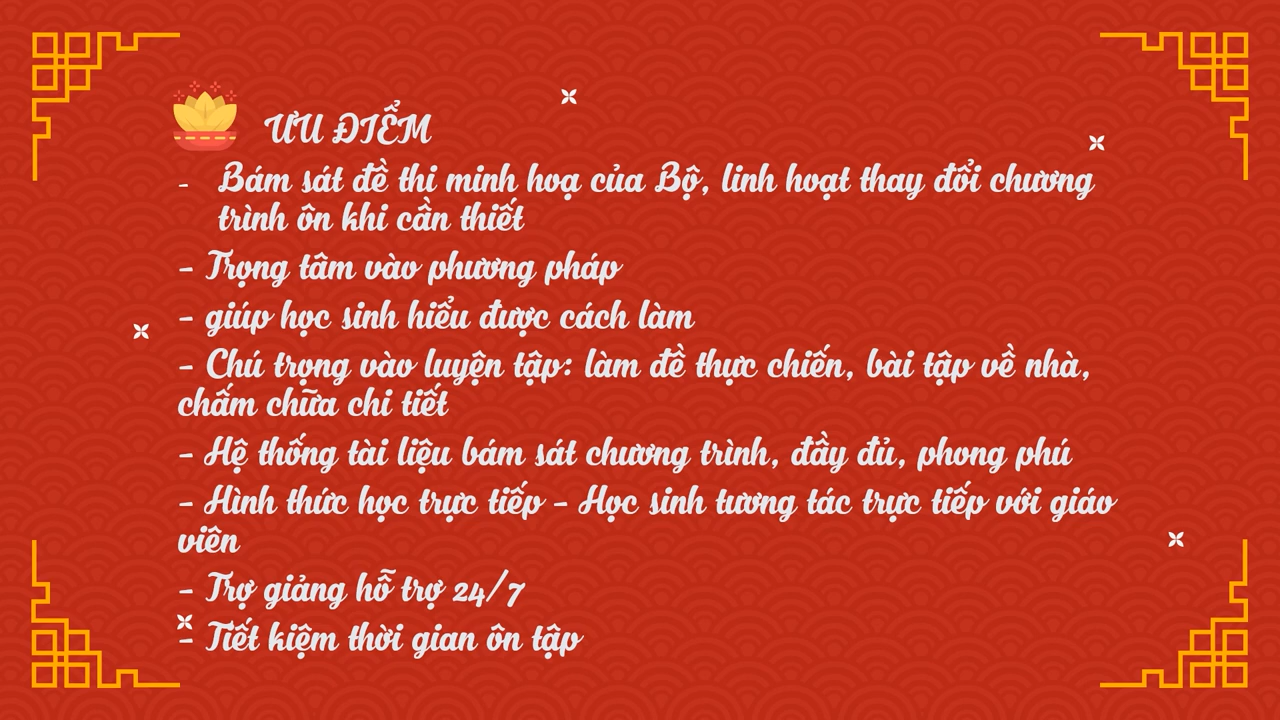 ƯU ĐIỂM
- Bám sát đề thi minh hoạ của Bộ, linh hoạt thay đổi chương
trình ôn khi cần thiết
- Trọng tâm vào phương pháp
- giúp học sinh hiểu được cách làm
- Chú trọng vào luyện tập: làm đề thực chiến, bài tập về nhà,
chấm chữa chi tiết
- Hệ thống tài liệu bám sát chương trình, đầy đủ, phong phú
- Hình thức học trực tiếp - Học sinh tương tác trực tiếp với giáo
viên
- Trợ giảng hỗ trợ 24/7
- Tiết kiệm thời gian ôn tập